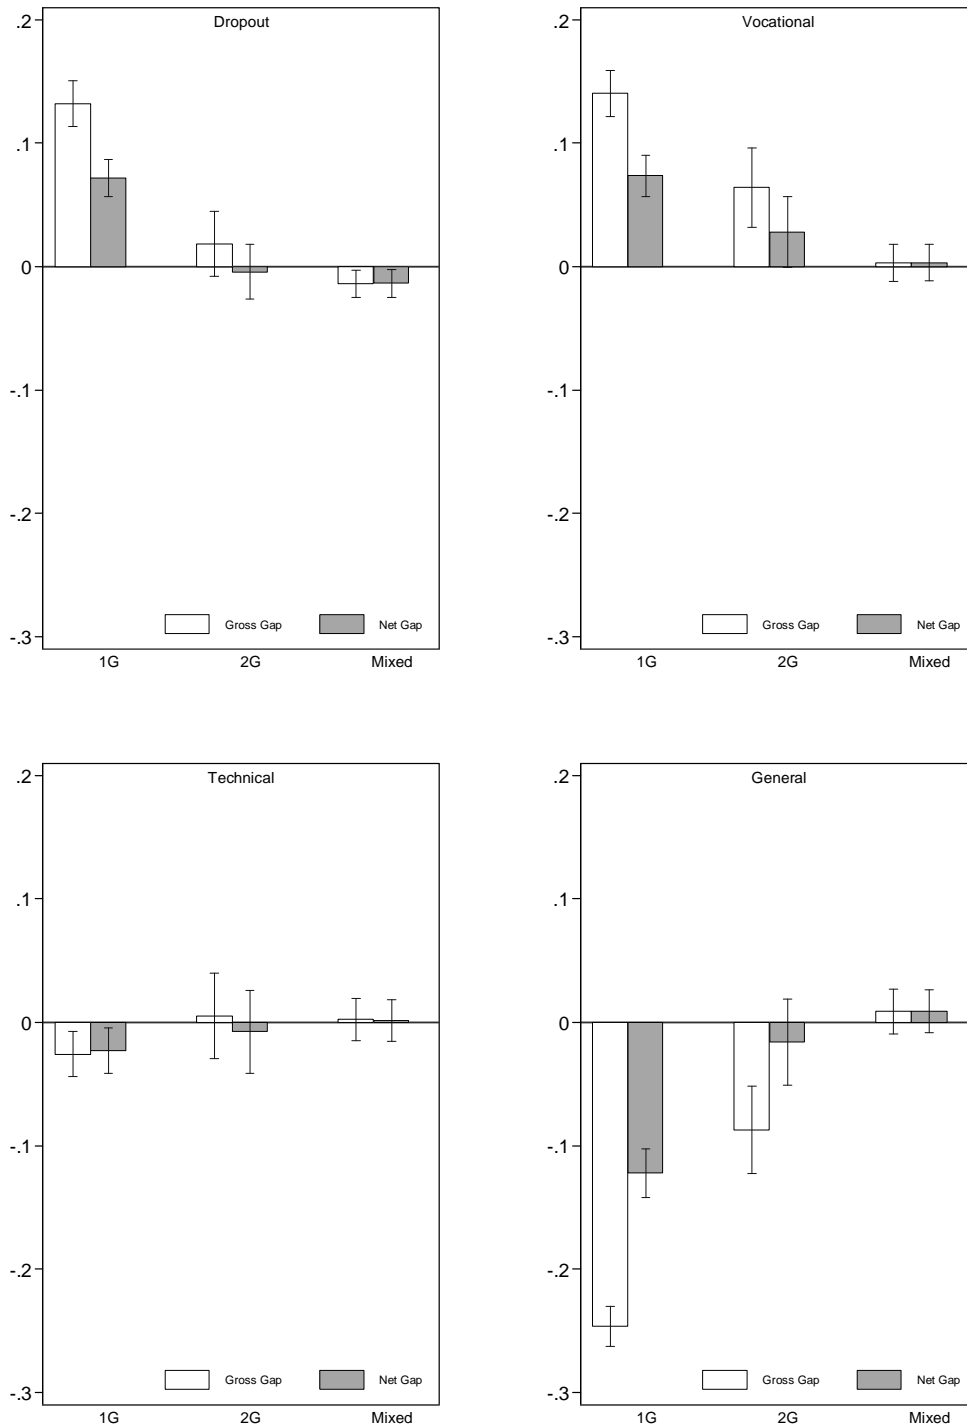 Dropout
.2
.1
0
-.1
-.2
-.3
Gross Gap Net Gap
1G 2G Mixed
Vocational
.2
.1
0
-.1
-.2
-.3
Gross Gap Net Gap
1G 2G Mixed
Technical
.2
.1
0
-.1
-.2
-.3
Gross Gap Net Gap
1G 2G Mixed
General
.2
.1
0
-.1
-.2
-.3
Gross Gap Net Gap
1G 2G Mixed